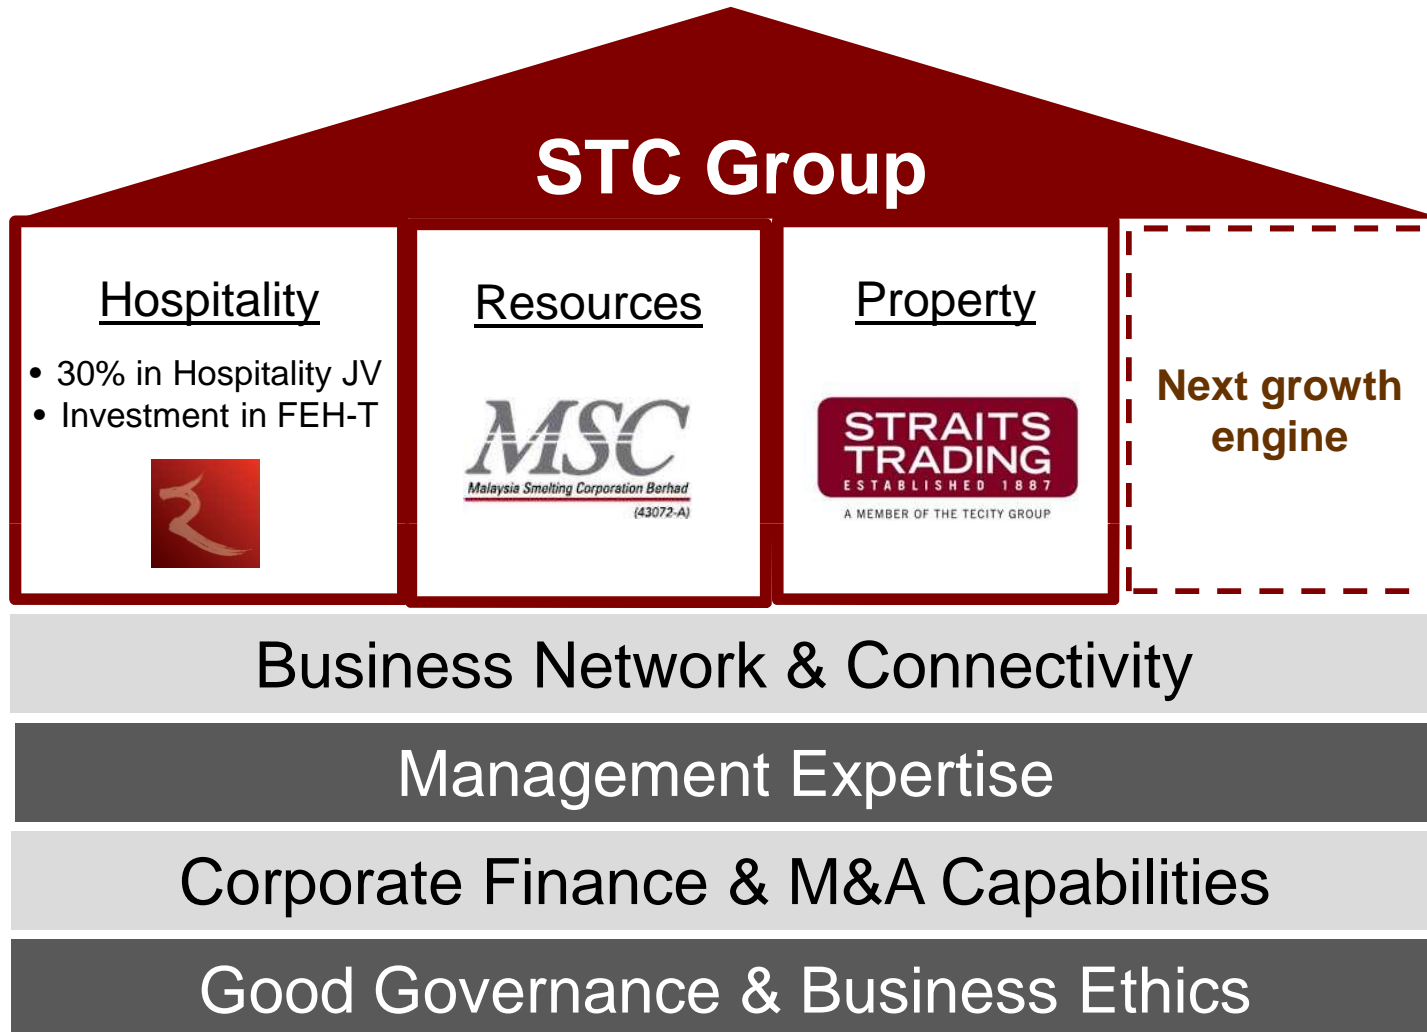 STC Group
Hospitality
• 30% in Hospitality JV
• Investment in FEH-T
Resources
MSC
Malaysia Smelting Corporation Berhad
(43072-A)
Property
STRAITS
TRADING
ESTABLISHED 1887
A MEMBER OF THE TECITY GROUP
Next growth
engine
Business Network & Connectivity
Management Expertise
Corporate Finance & M&A Capabilities
Good Governance & Business Ethics